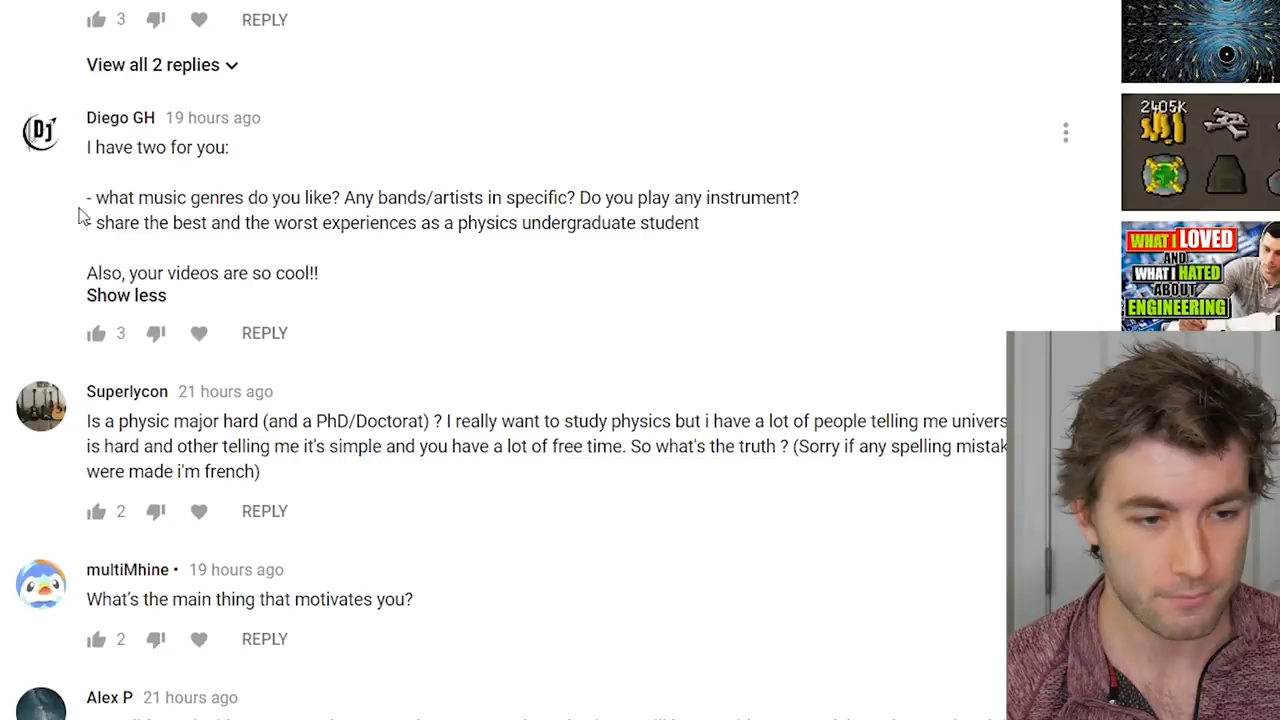 3 REPLY
View all 2 replies
2405K
DJ
Diego GH 19 hours ago
I have two for you:
- what music genres do you like? Any bands/artists in specific? Do you play any instrument?
- share the best and the worst experiences as a physics undergraduate student
Also, your videos are so cool!!
Show less
3 REPLY
WHAT I LOVED
AND
WHAT I HATED
ABOUT
ENGINEERING
Superlycon 21 hours ago
Is a physic major hard (and a PhD/Doctorat) ? I really want to study physics but i have a lot of people telling me univers
is hard and other telling me it's simple and you have a lot of free time. So what's the truth ? (Sorry if any spelling mistak
were made i'm french)
2 REPLY
multiMhine • 19 hours ago
What's the main thing that motivates you?
2 REPLY
Alex P 21 hours ago